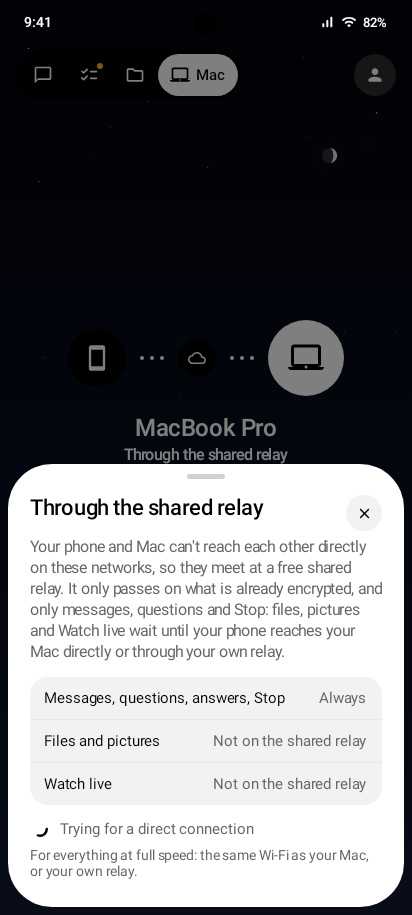 9:41
82%
Mac
MacBook Pro
Through the shared relay
Through the shared relay
Your phone and Mac can't reach each other directly
on these networks, so they meet at a free shared
relay. It only passes on what is already encrypted, and
only messages, questions and Stop: files, pictures
and Watch live wait until your phone reaches your
Mac directly or through your own relay.
Messages, questions, answers, Stop Always
Files and pictures Not on the shared relay
Watch live Not on the shared relay
Trying for a direct connection
For everything at full speed: the same Wi-Fi as your Mac,
or your own relay.